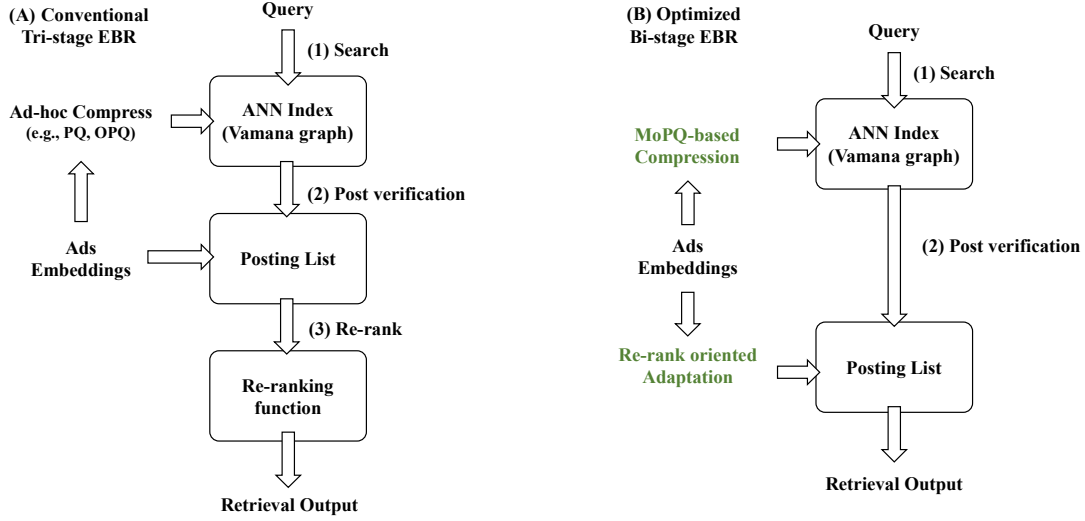 (A) Conventional
Tri-stage EBR
Query
(1) Search
Ad-hoc Compress
(e.g., PQ, OPQ)
ANN Index
(Vamana graph)
(2) Post verification
Ads
Embeddings
Posting List
(3) Re-rank
Re-ranking
function
Retrieval Output
(B) Optimized
Bi-stage EBR
Query
(1) Search
MoPQ-based
Compression
ANN Index
(Vamana graph)
(2) Post verification
Ads
Embeddings
Re-rank oriented
Adaptation
Posting List
Retrieval Output